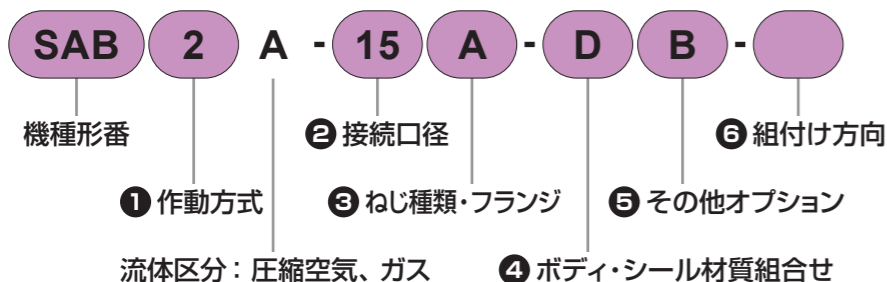 SAB 2 A - 15 A - D B -
機種形番 ❷ 接続口径 ❻ 組付け方向
❶ 作動方式 ❸ ねじ種類・フランジ ❺ その他オプション
流体区分：圧縮空気、ガス ❹ ボディ・シール材質組合せ